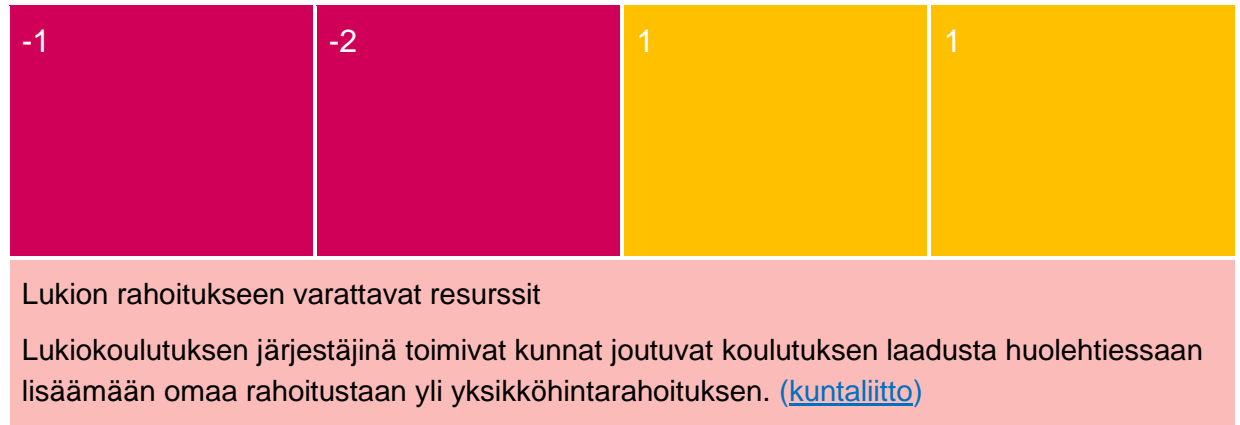 -1 -2 1 1
Lukion rahoitukseen varattavat resurssit
Lukiokoulutuksen järjestäjinä toimivat kunnat joutuvat koulutuksen laadusta huolehtiessaan
lisäämään omaa rahoitustaan yli yksikköhintarahoituksen. (kuntaliitto)